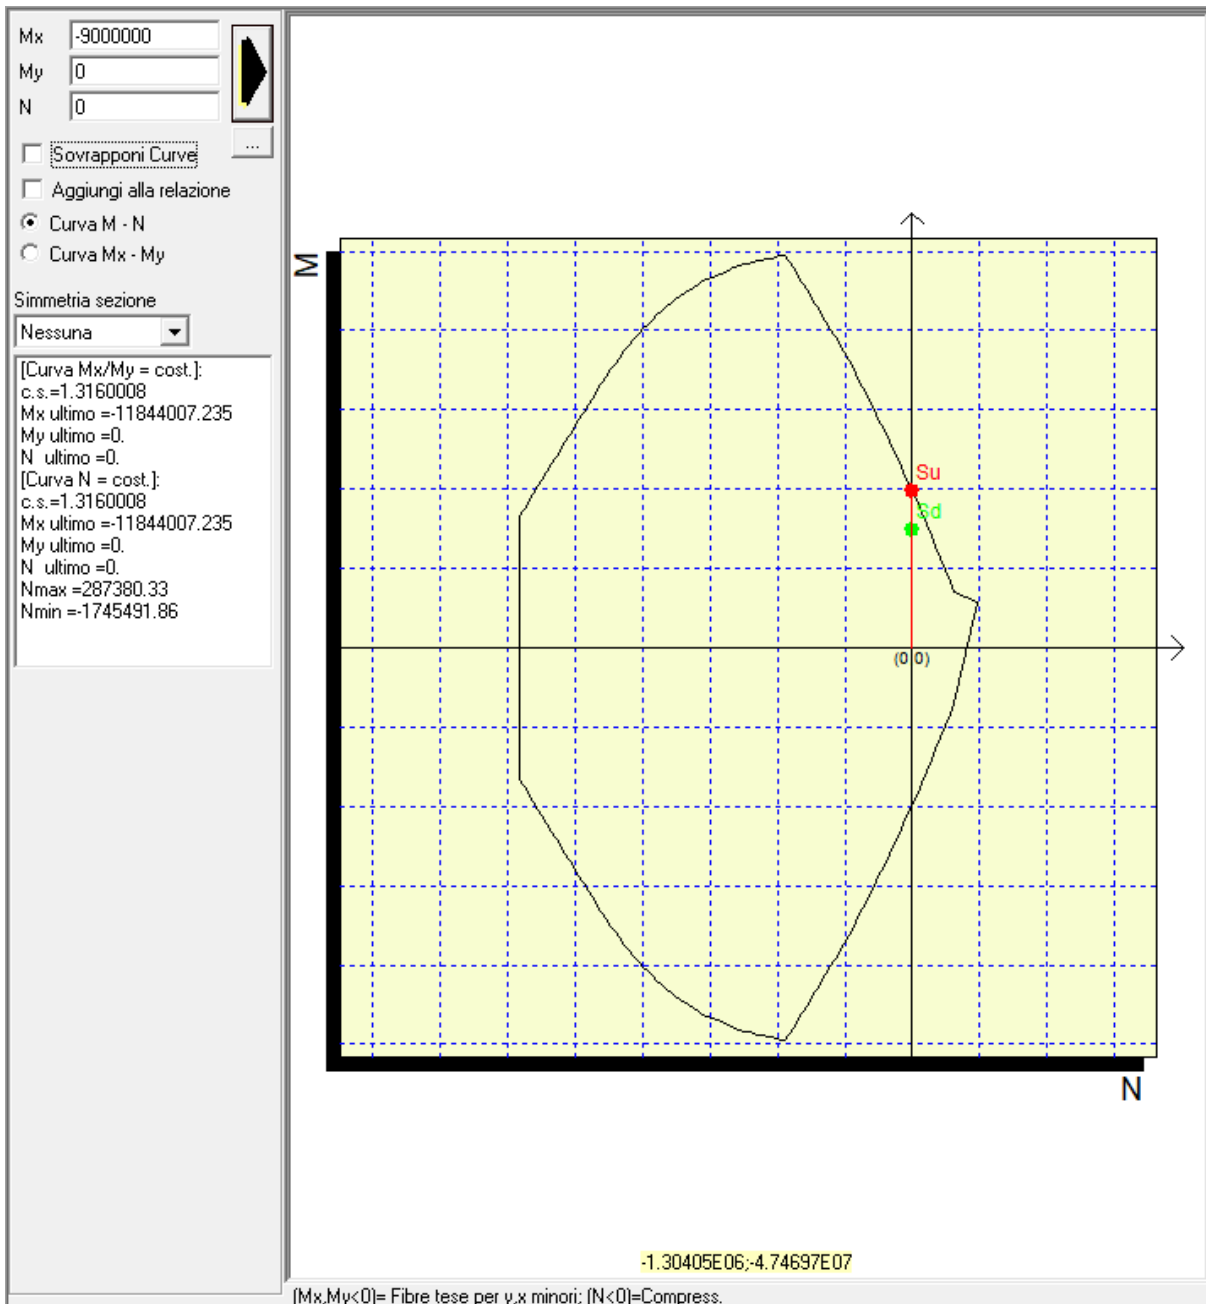 Mx -9000000
My 0
N 0
...
Sovrapponi Curve
Aggiungi alla relazione
Curva M - N
Curva Mx - My
Simmetria sezione
Nessuna
[Curva Mx/My = cost.]:
c.s.=1.3160008
Mx ultimo =-11844007.235
My ultimo =0.
N ultimo =0.
[Curva N = cost.]:
c.s.=1.3160008
Mx ultimo =-11844007.235
My ultimo =0.
N ultimo =0.
Nmax =287380.33
Nmin =-1745491.86
M
Su
Sd
(0,0)
N
-1.30405E06;-4.74697E07
(Mx,My<0)= Fibre tese per y,x minori; (N<0)=Compress.